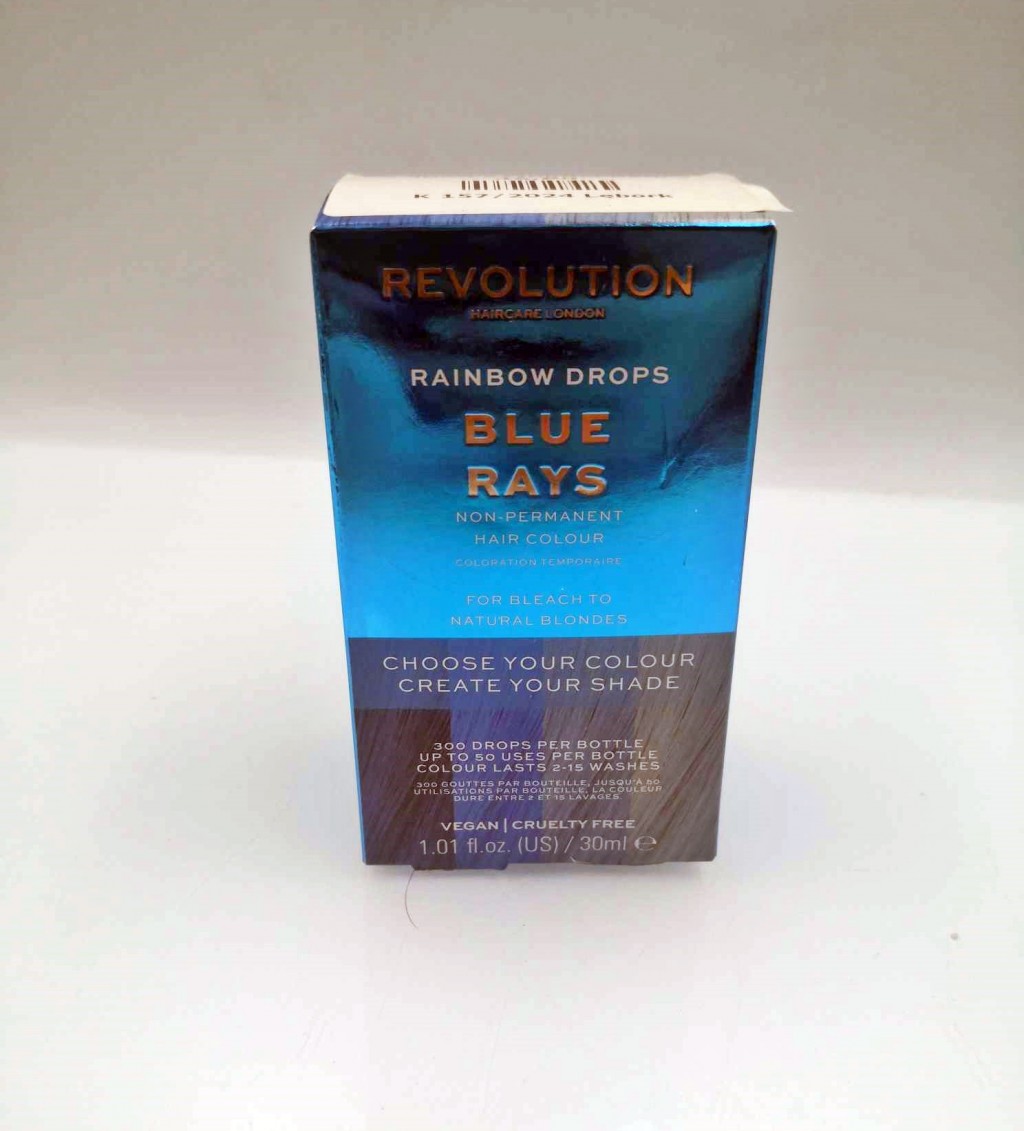 K 157/2024 Lębork
REVOLUTION
HAIRCARE LONDON
RAINBOW DROPS
BLUE
RAYS
NON-PERMANENT
HAIR COLOUR
COLORATION TEMPORAIRE
FOR BLEACH TO
NATURAL BLONDES
CHOOSE YOUR COLOUR
CREATE YOUR SHADE
300 DROPS PER BOTTLE
UP TO 50 USES PER BOTTLE
COLOUR LASTS 2-15 WASHES
300 GOUTTES PAR BOUTEILLE, JUSQU'À 50
UTILISATIONS PAR BOUTEILLE, LA COULEUR
DURE ENTRE 2 ET 15 LAVAGES.
VEGAN | CRUELTY FREE
1.01 fl.oz. (US) / 30ml ℮